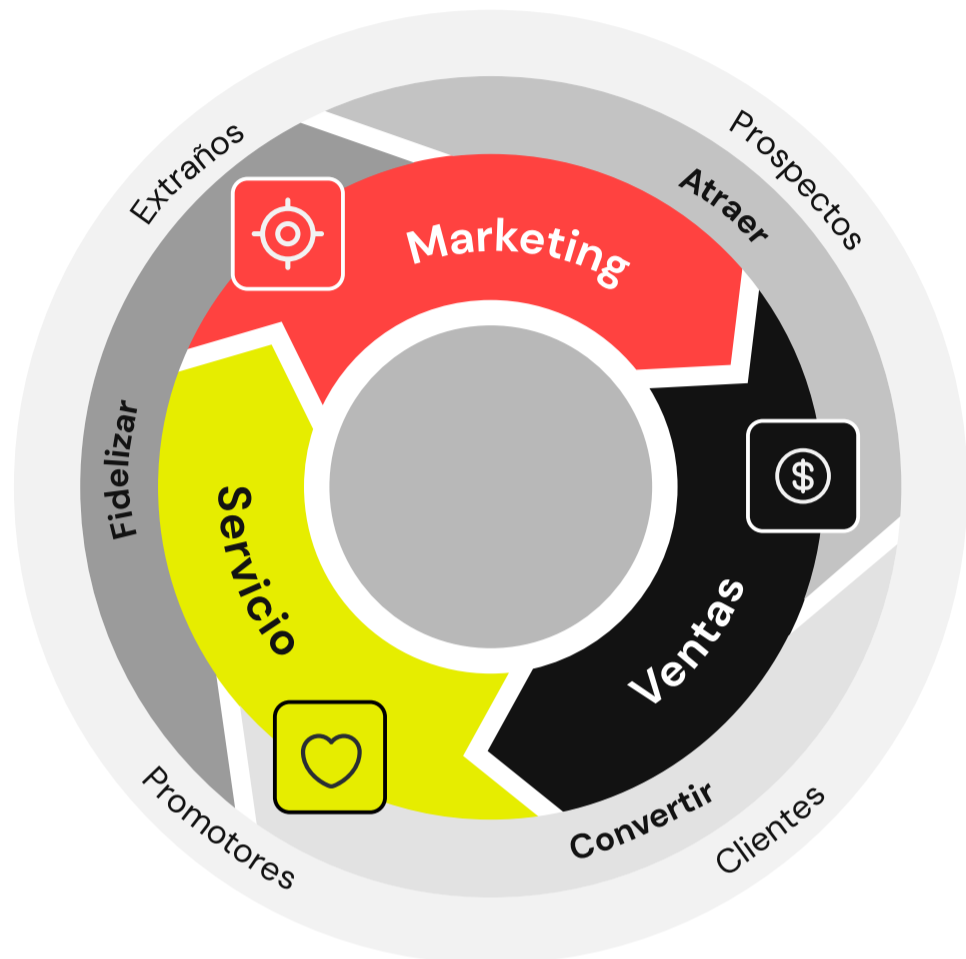 Extraños
Prospectos
Atraer
Marketing
Fidelizar
$
Servicio
Ventas
Promotores
Convertir
Clientes